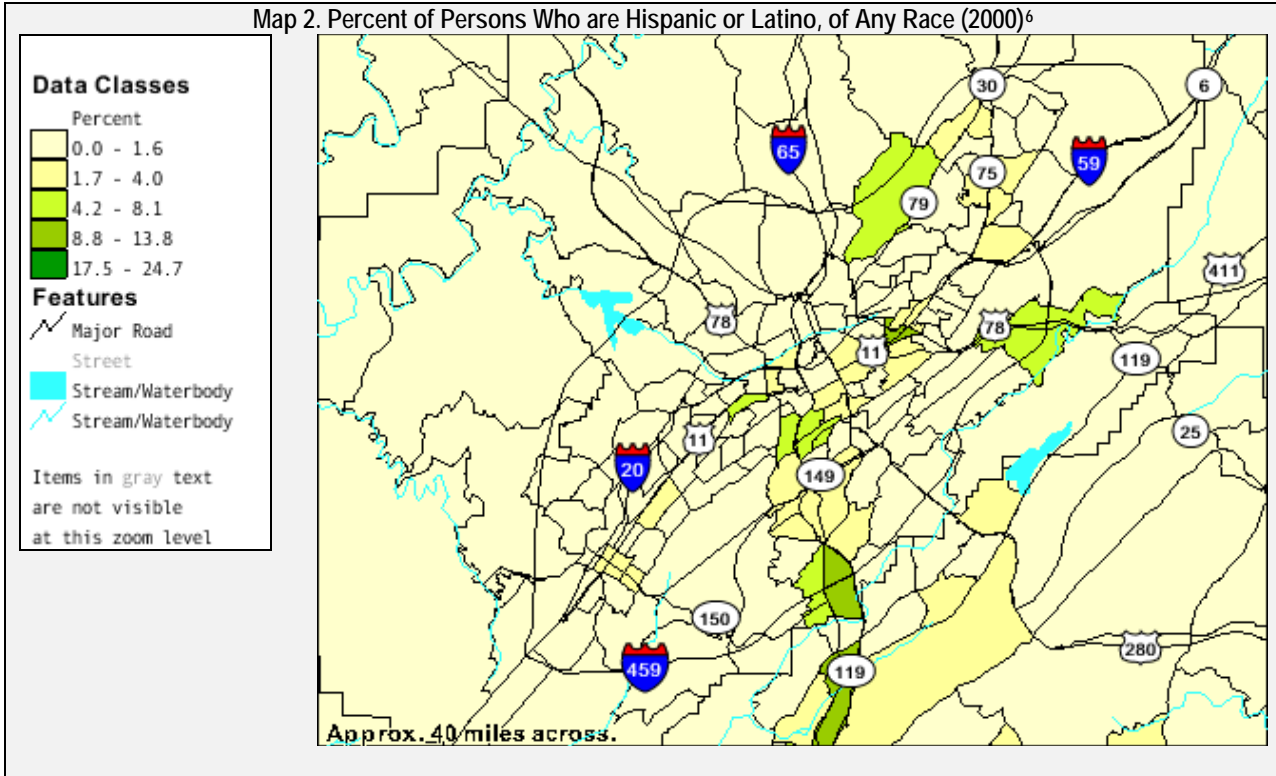 Map 2. Percent of Persons Who are Hispanic or Latino, of Any Race (2000)6
Data Classes
Percent
0.0 - 1.6
1.7 - 4.0
4.2 - 8.1
8.8 - 13.8
17.5 - 24.7
Features
Major Road
Street
Stream/Waterbody
Stream/Waterbody
Items in gray text
are not visible
at this zoom level
30
6
65
59
75
79
411
78
78
11
119
25
11
20
149
150
280
459
119
Approx. 40 miles across.